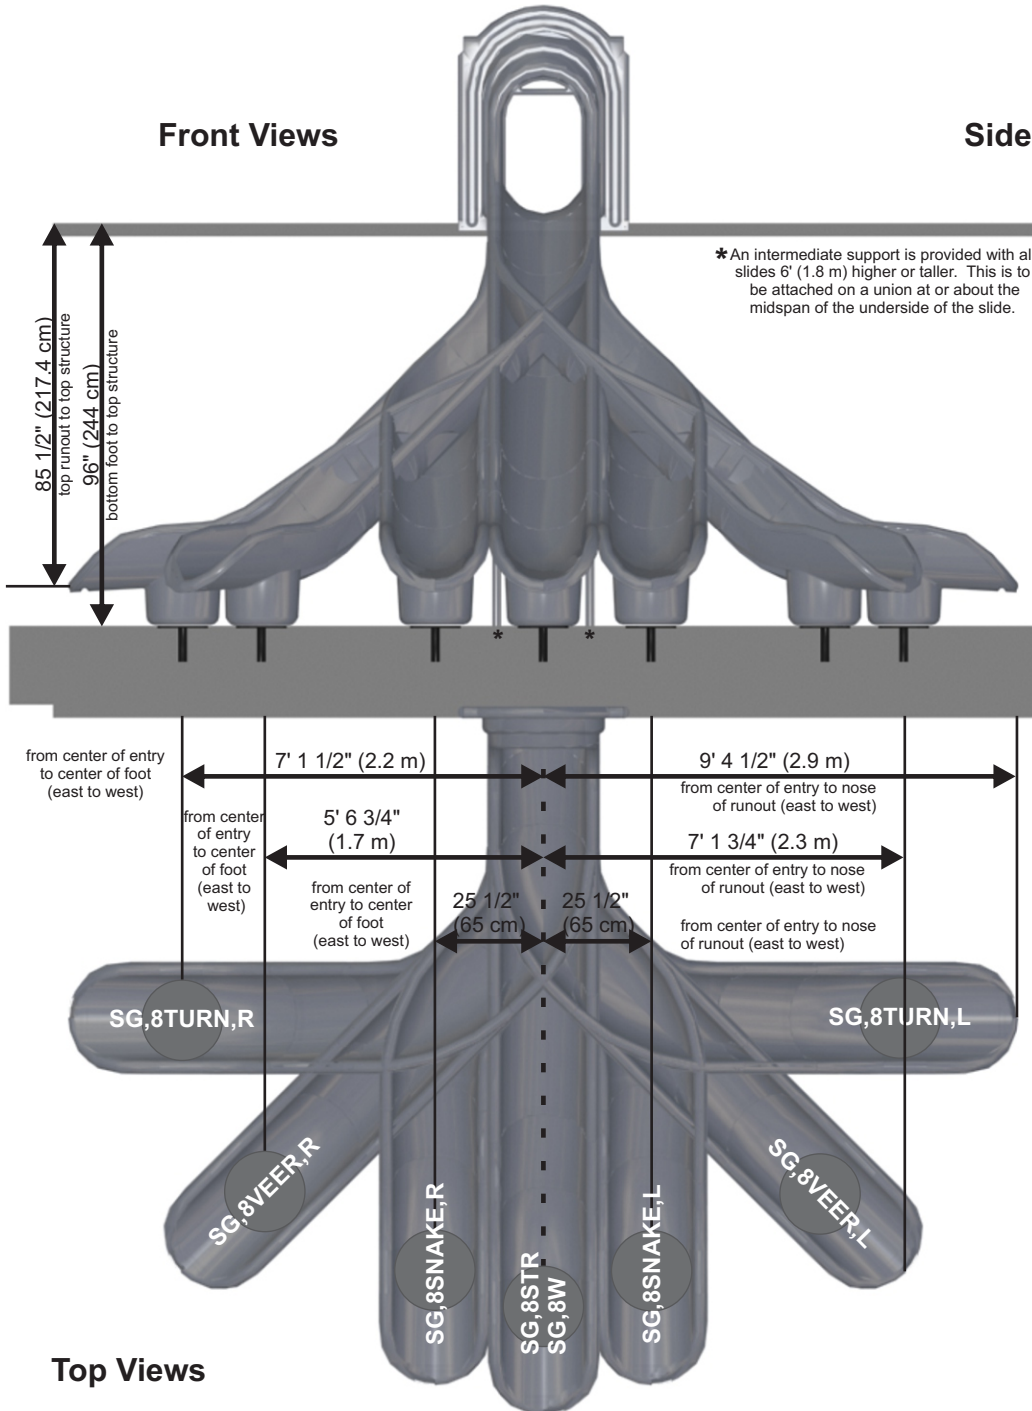 Front Views
Side
* An intermediate support is provided with al
slides 6' (1.8 m) higher or taller. This is to
be attached on a union at or about the
midspan of the underside of the slide.
85 1/2" (217.4 cm)
top runout to top structure
96" (244 cm)
bottom foot to top structure
*
*
from center of entry
to center of foot
(east to west)
7' 1 1/2" (2.2 m)
9' 4 1/2" (2.9 m)
from center of entry to nose
of runout (east to west)
from center
of entry
to center
of foot
(east to
west)
5' 6 3/4"
(1.7 m)
7' 1 3/4" (2.3 m)
from center of entry to nose
of runout (east to west)
from center of
entry to center
of foot
(east to west)
25 1/2"
(65 cm)
25 1/2"
(65 cm)
from center of entry to nose
of runout (east to west)
SG,8TURN,R
SG,8TURN,L
SG,8VEER,R
SG,8SNAKE,R
SG,8STR
SG,8W
SG,8SNAKE,L
SG,8VEER,L
Top Views